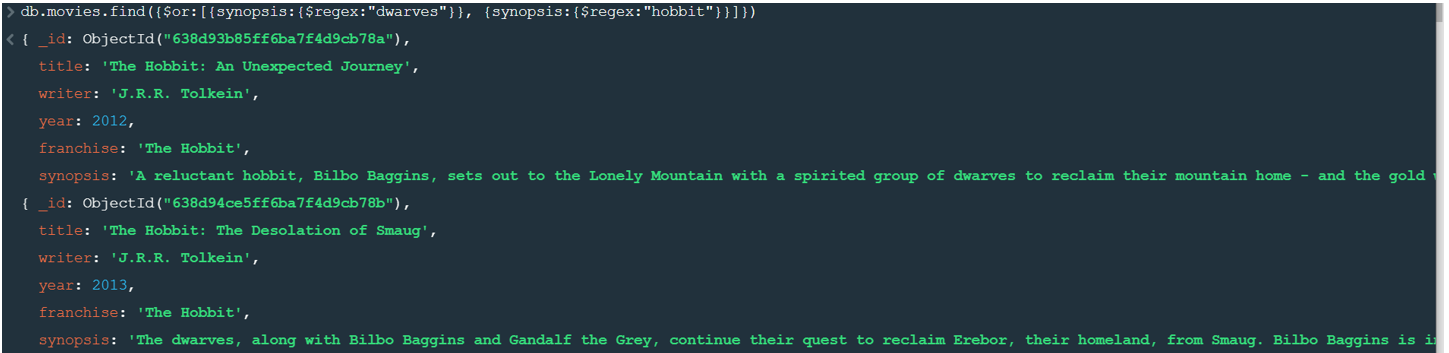 > db.movies.find({$or:[{synopsis:{$regex:"dwarves"}}, {synopsis:{$regex:"hobbit"}}]})
< { _id: ObjectId("638d93b85ff6ba7f4d9cb78a"),
title: 'The Hobbit: An Unexpected Journey',
writer: 'J.R.R. Tolkein',
year: 2012,
franchise: 'The Hobbit',
synopsis: 'A reluctant hobbit, Bilbo Baggins, sets out to the Lonely Mountain with a spirited group of dwarves to reclaim their mountain home - and the gold
{ _id: ObjectId("638d94ce5ff6ba7f4d9cb78b"),
title: 'The Hobbit: The Desolation of Smaug',
writer: 'J.R.R. Tolkein',
year: 2013,
franchise: 'The Hobbit',
synopsis: 'The dwarves, along with Bilbo Baggins and Gandalf the Grey, continue their quest to reclaim Erebor, their homeland, from Smaug. Bilbo Baggins is